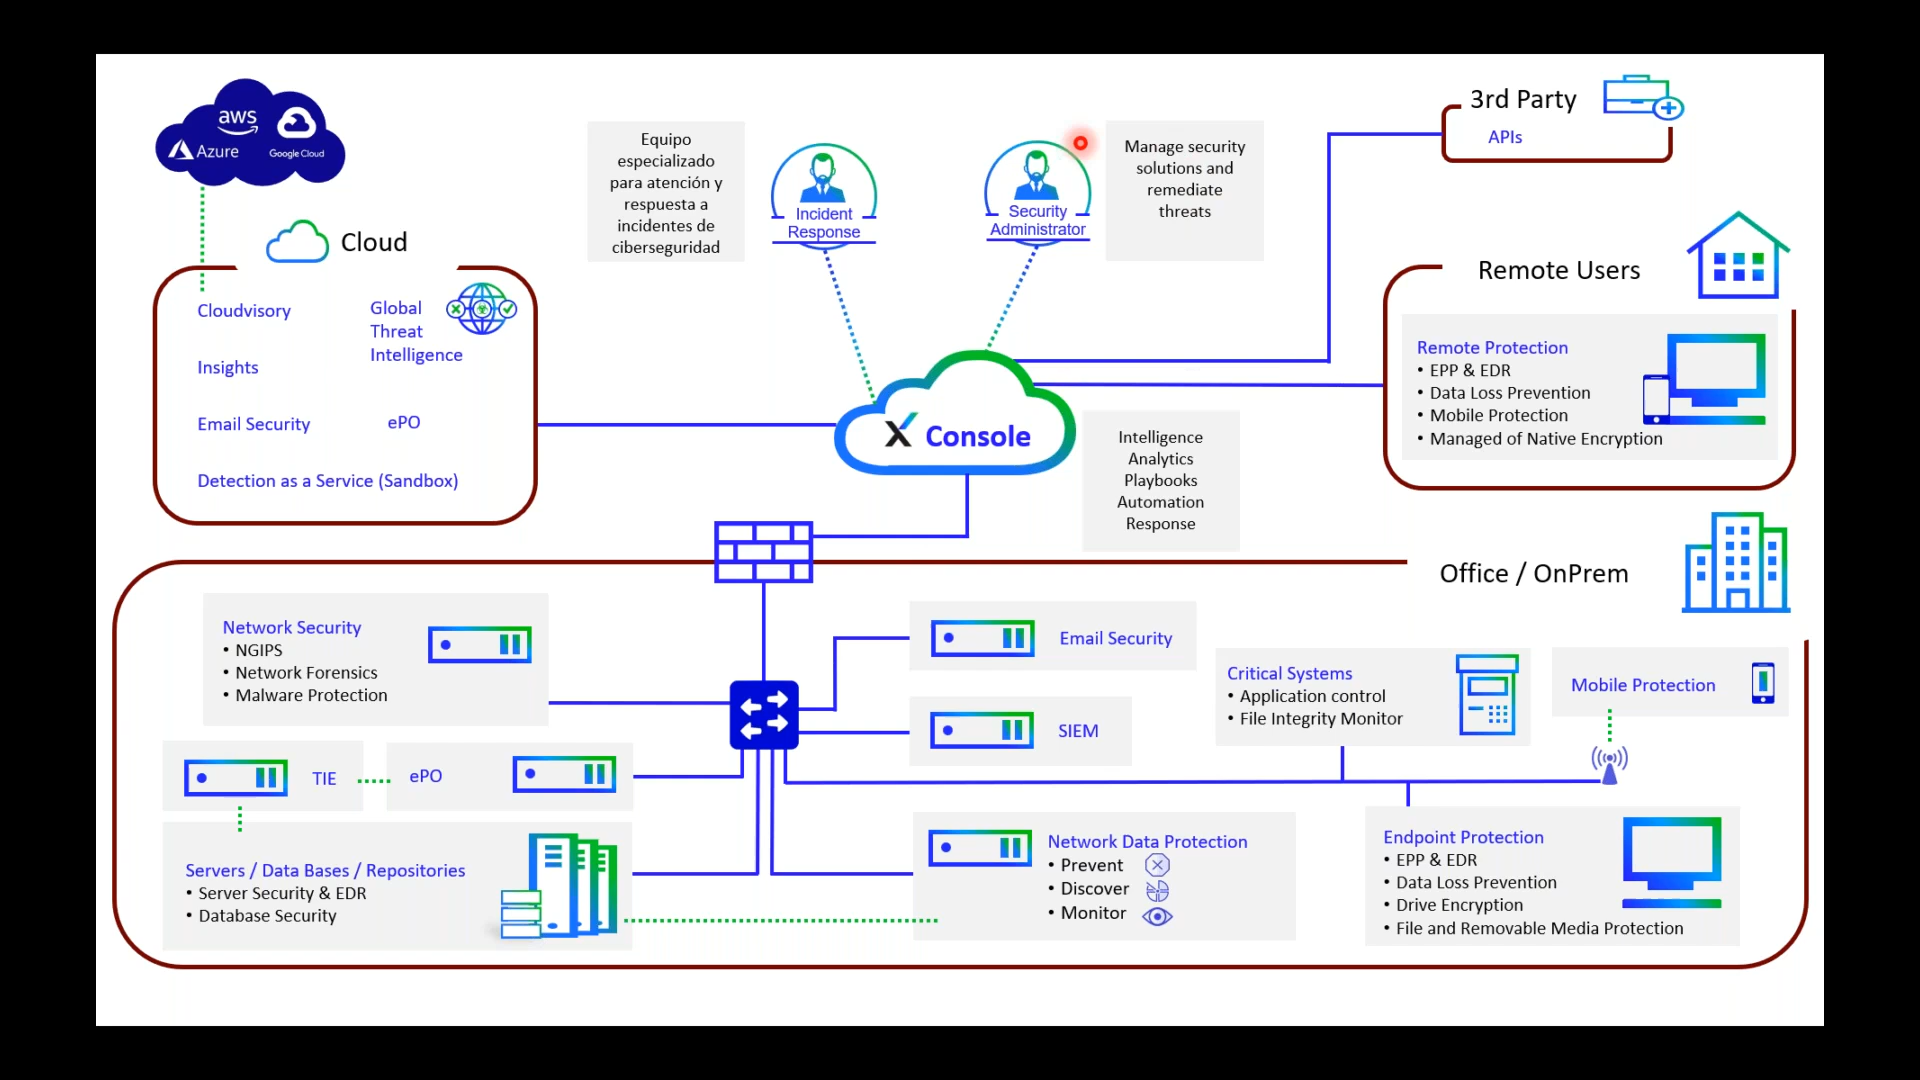 aws
Azure
Google Cloud
Cloud
Cloudvisory
Global
Threat
Intelligence
Insights
Email Security
ePO
Detection as a Service (Sandbox)
Equipo
especializado
para atención y
respuesta a
incidentes de
ciberseguridad
Incident
Response
Security
Administrator
Manage security
solutions and
remediate
threats
3rd Party
APIs
Remote Users
Remote Protection
• EPP & EDR
• Data Loss Prevention
• Mobile Protection
• Managed of Native Encryption
X Console
Intelligence
Analytics
Playbooks
Automation
Response
Office / OnPrem
Network Security
• NGIPS
• Network Forensics
• Malware Protection
Email Security
SIEM
Critical Systems
• Application control
• File Integrity Monitor
Mobile Protection
TIE
ePO
Servers / Data Bases / Repositories
• Server Security & EDR
• Database Security
Network Data Protection
• Prevent
• Discover
• Monitor
Endpoint Protection
• EPP & EDR
• Data Loss Prevention
• Drive Encryption
• File and Removable Media Protection